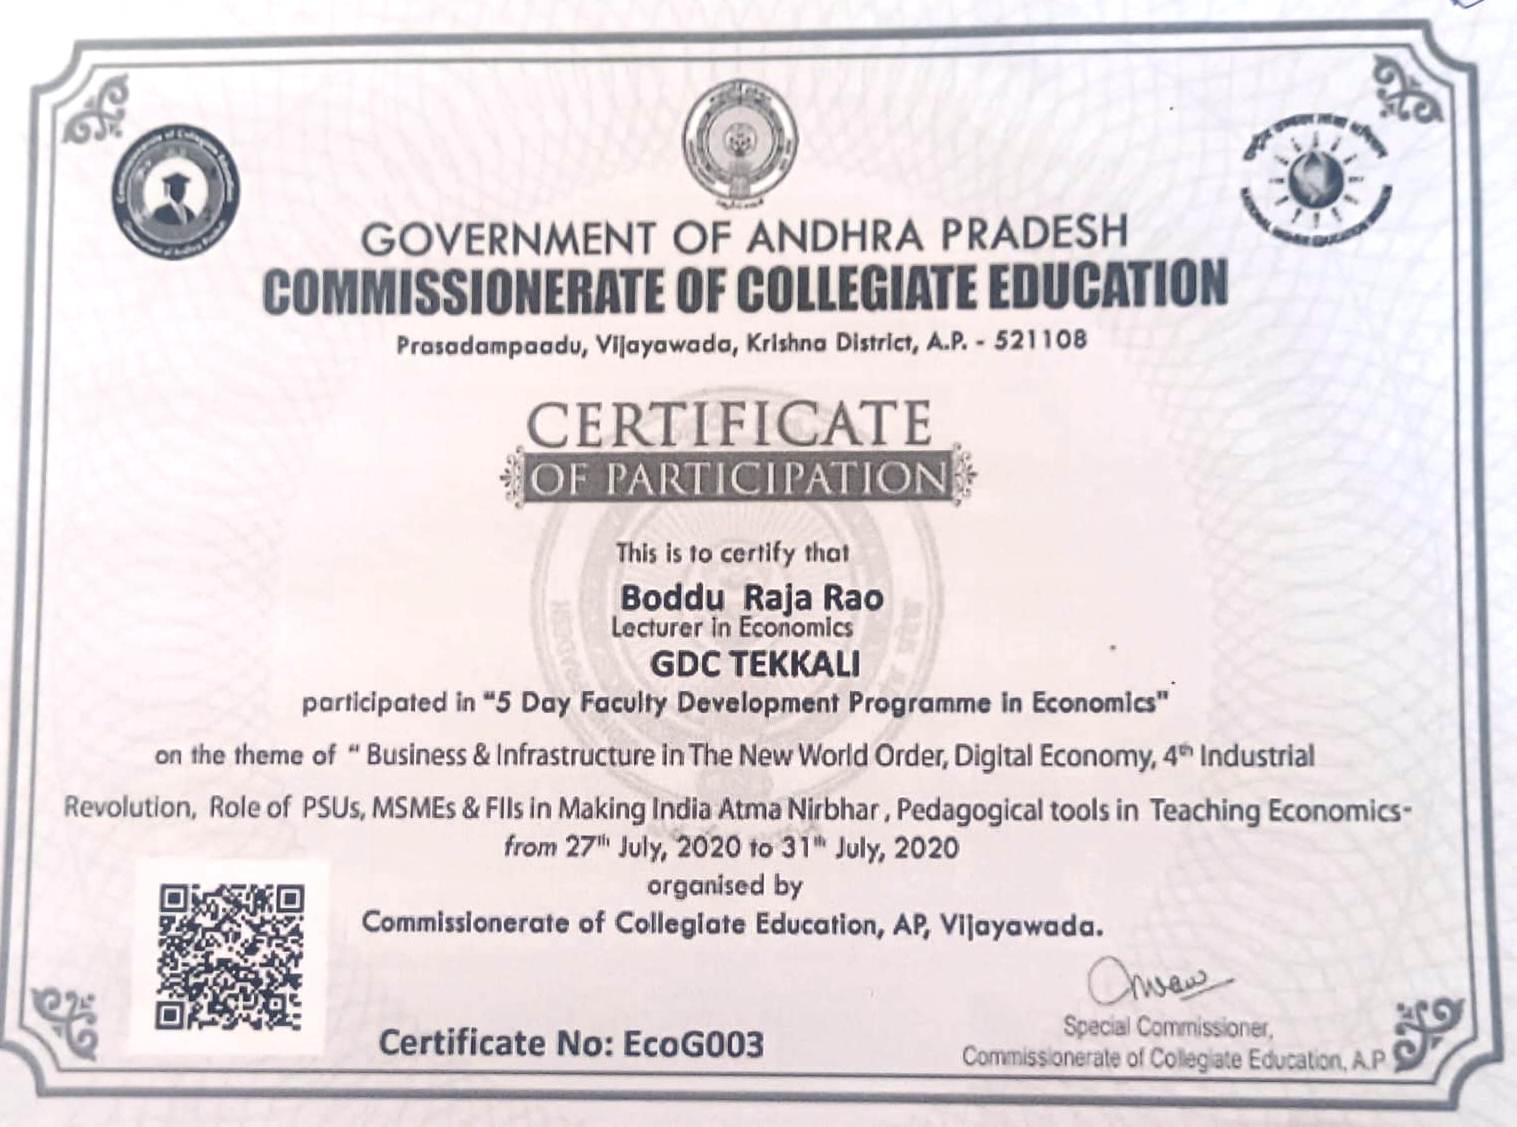 GOVERNMENT OF ANDHRA PRADESH
COMMISSIONERATE OF COLLEGIATE EDUCATION
Prasadampaadu, Vijayawada, Krishna District, A.P. - 521108
CERTIFICATE
OF PARTICIPATION
This is to certify that
Boddu Raja Rao
Lecturer in Economics
GDC TEKKALI
participated in "5 Day Faculty Development Programme in Economics"
on the theme of " Business & Infrastructure in The New World Order, Digital Economy, 4th Industrial
Revolution, Role of PSUs, MSMEs & FIIs in Making India Atma Nirbhar , Pedagogical tools in Teaching Economics-
from 27th July, 2020 to 31th July, 2020
organised by
Commissionerate of Collegiate Education, AP, Vijayawada.
Special Commissioner,
Certificate No: EcoG003
Commissionerate of Collegiate Education, A.P